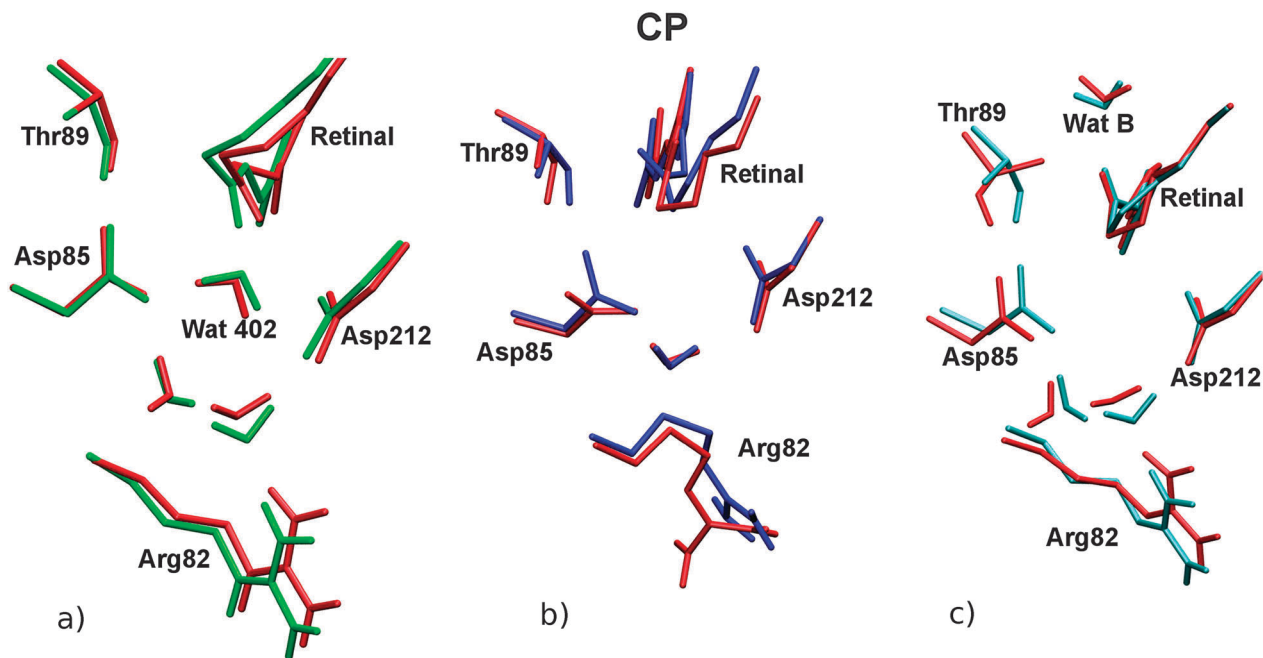 CP
Thr89
Retinal
Asp85
Wat 402
Asp212
Arg82
a)
Thr89
Retinal
Asp85
Asp212
Arg82
b)
Thr89
Wat B
Retinal
Asp85
Asp212
Arg82
c)